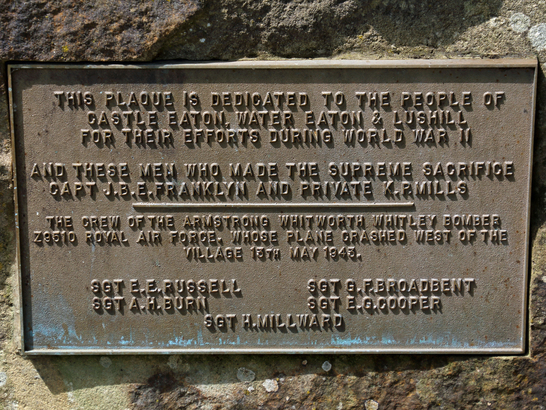 THIS PLAQUE IS DEDICATED TO THE PEOPLE OF
CASTLE EATON, WATER EATON & LUSHILL
FOR THEIR EFFORTS DURING WORLD WAR II
AND THESE MEN WHO MADE THE SUPREME SACRIFICE
CAPT J.B.E.FRANKLYN AND PRIVATE K.P.MILLS
THE CREW OF THE ARMSTRONG WHITWORTH WHITLEY BOMBER
Z9510 ROYAL AIR FORCE, WHOSE PLANE CRASHED WEST OF THE
VILLAGE 13TH MAY 1943.
SGT E.E.RUSSELL
SGT G.P.BROADBENT
SGT A.H.BURN
SGT E.G.COOPER
SGT H.MILLWARD